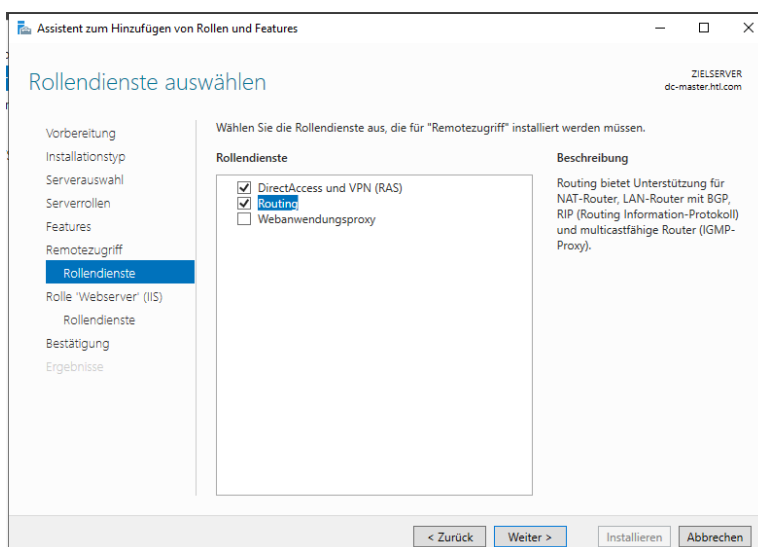 Assistent zum Hinzufügen von Rollen und Features
Rollendienste auswählen
ZIELSERVER
dc-master.htl.com
Vorbereitung
Installationstyp
Serverauswahl
Serverrollen
Features
Remotezugriff
Rollendienste
Rolle 'Webserver' (IIS)
Rollendienste
Bestätigung
Ergebnisse
Wählen Sie die Rollendienste aus, die für "Remotezugriff" installiert werden müssen.
Rollendienste
DirectAccess und VPN (RAS)
Routing
Webanwendungsproxy
Beschreibung
Routing bietet Unterstützung für
NAT-Router, LAN-Router mit BGP,
RIP (Routing Information-Protokoll)
und multicastfähige Router (IGMP-
Proxy).
< Zurück
Weiter >
Installieren
Abbrechen